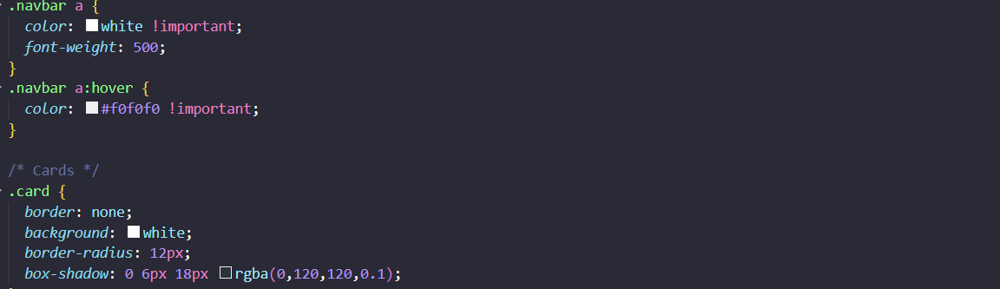 .navbar a {
color: white !important;
font-weight: 500;
}
.navbar a:hover {
color: #f0f0f0 !important;
}
/* Cards */
.card {
border: none;
background: white;
border-radius: 12px;
box-shadow: 0 6px 18px rgba(0,120,120,0.1);